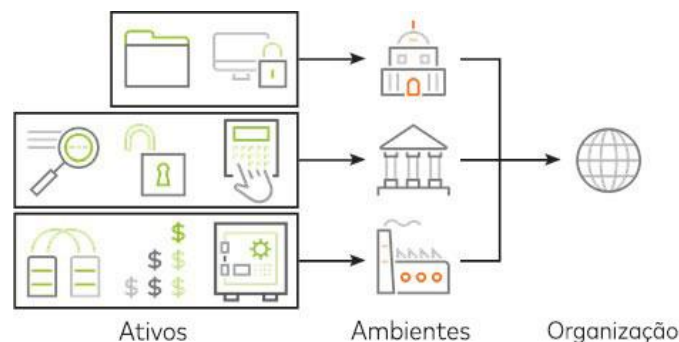 $
$ $
$ $ $
Ativos Ambientes Organização